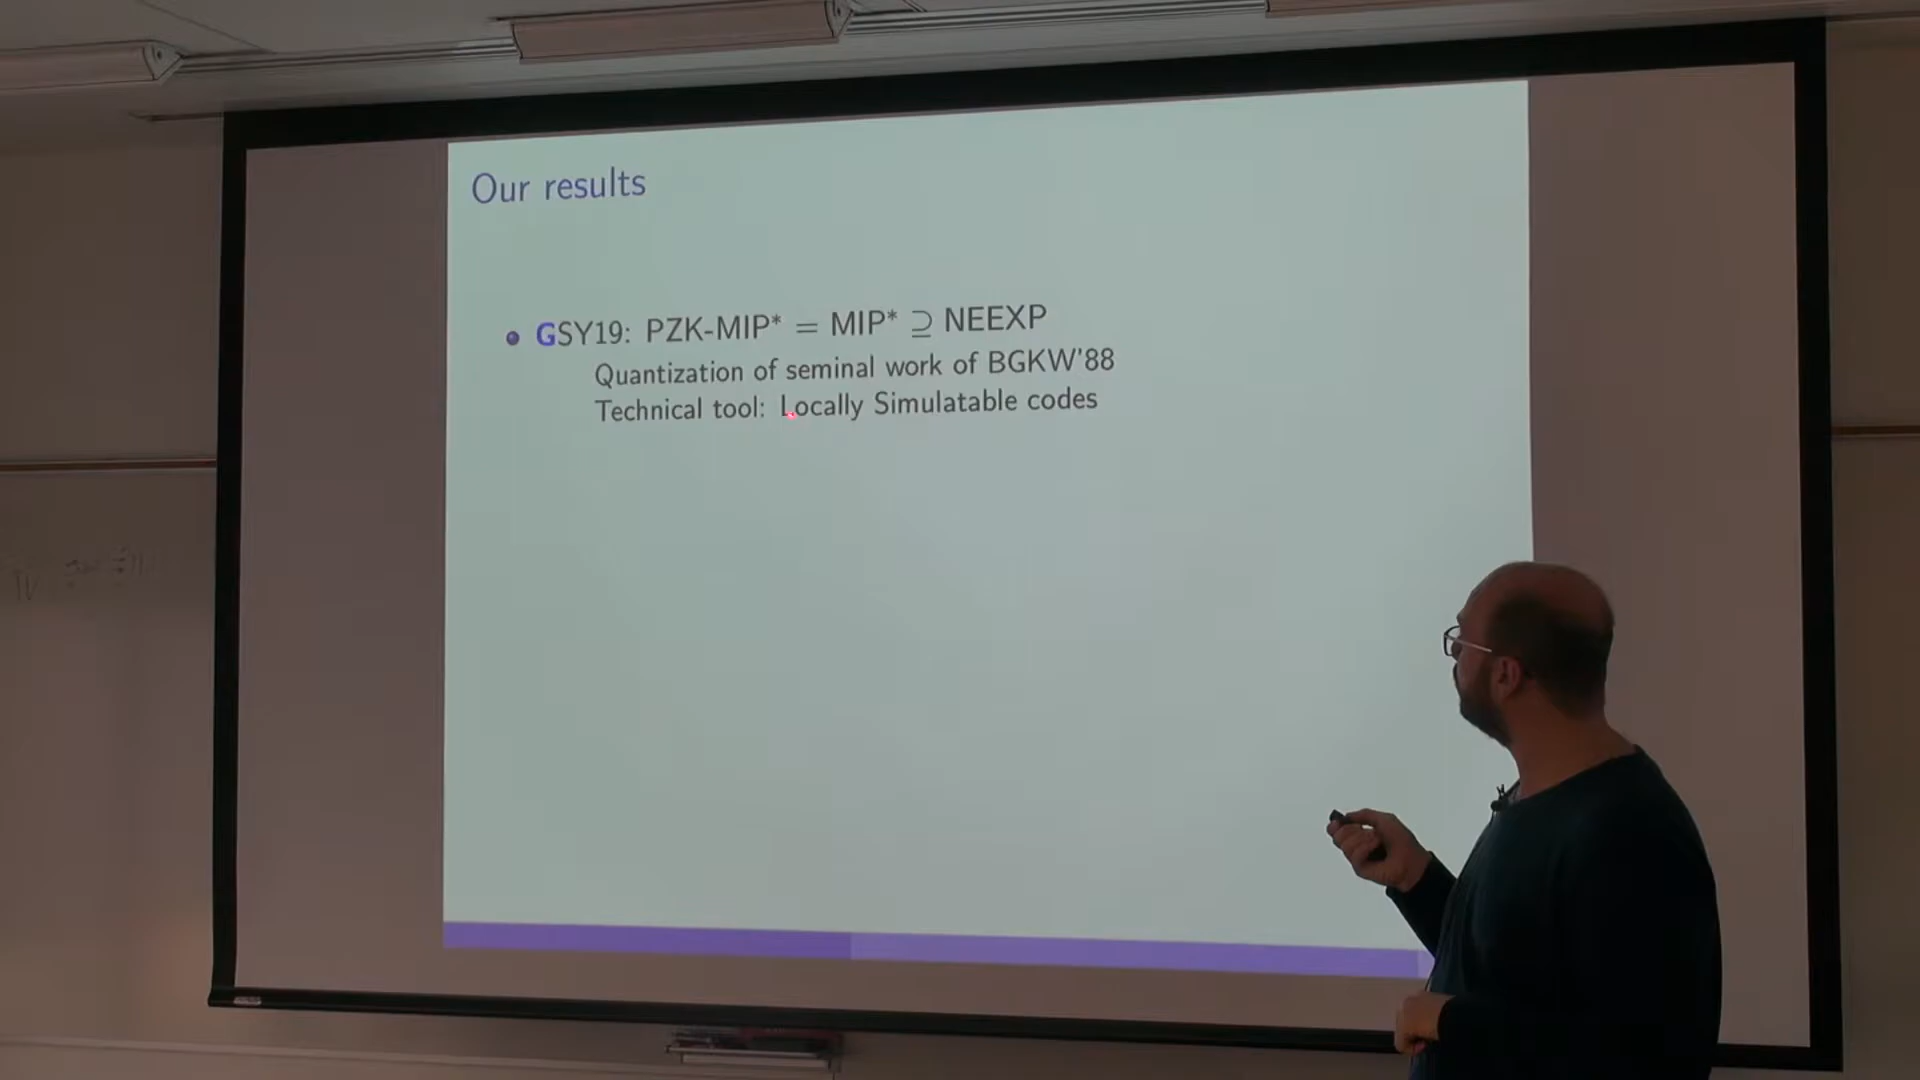 Our results
GSY19: PZK-MIP* = MIP* ⊇ NEEXP
Quantization of seminal work of BGKW'88
Technical tool: Locally Simulatable codes